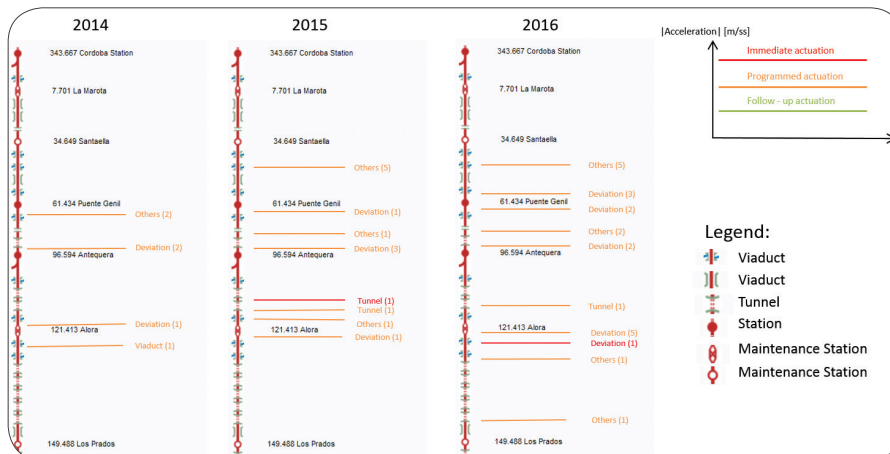 2014
343.667 Cordoba Station
7.701 La Marota
34.649 Santaella
61.434 Puente Genil
Others (2)
Deviation (2)
96.594 Antequera
Deviation (1)
121.413 Alora
Viaduct (1)
149.488 Los Prados
2015
343.667 Cordoba Station
7.701 La Marota
34.649 Santaella
Others (5)
61.434 Puente Genil
Deviation (1)
Others (1)
Deviation (3)
96.594 Antequera
Tunnel (1)
Tunnel (1)
Others (1)
121.413 Alora
Deviation (1)
149.488 Los Prados
2016
343.667 Cordoba Station
7.701 La Marota
34.649 Santaella
Others (5)
Deviation (3)
61.434 Puente Genil
Deviation (2)
Others (2)
Deviation (2)
96.594 Antequera
Tunnel (1)
121.413 Alora
Deviation (5)
Deviation (1)
Others (1)
Others (1)
149.488 Los Prados
|Acceleration| [m/ss]
Immediate actuation
Programmed actuation
Follow - up actuation
Legend:
Viaduct
Viaduct
Tunnel
Station
Maintenance Station
Maintenance Station